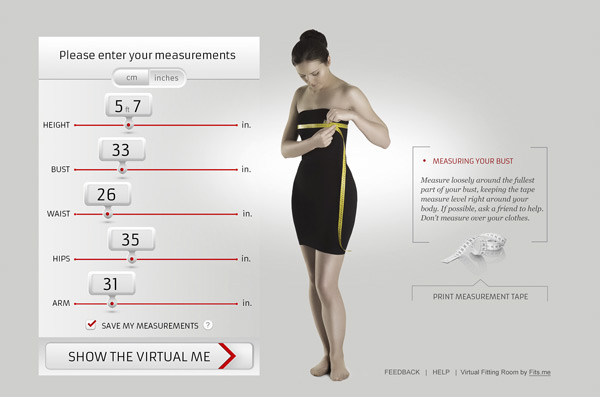 Please enter your measurements
cm inches
5 ft 7
HEIGHT in.
33
BUST in.
26
WAIST in.
35
HIPS in.
31
ARM in.
SAVE MY MEASUREMENTS ?
SHOW THE VIRTUAL ME
• MEASURING YOUR BUST
Measure loosely around the fullest
part of your bust, keeping the tape
measure level right around your
body. If possible, ask a friend to help.
Don't measure over your clothes.
PRINT MEASUREMENT TAPE
FEEDBACK | HELP | Virtual Fitting Room by Fits.me